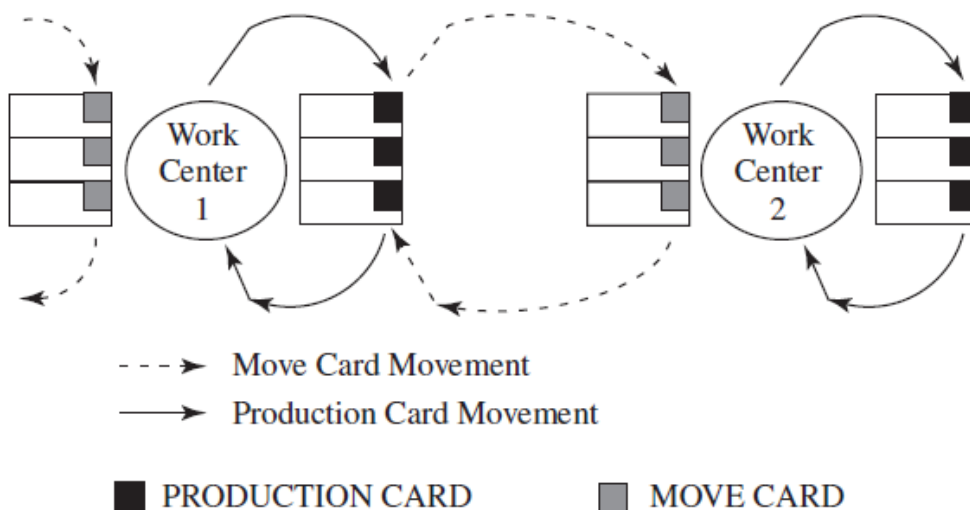 Work
Center
1
Work
Center
2
Move Card Movement
Production Card Movement
PRODUCTION CARD
MOVE CARD